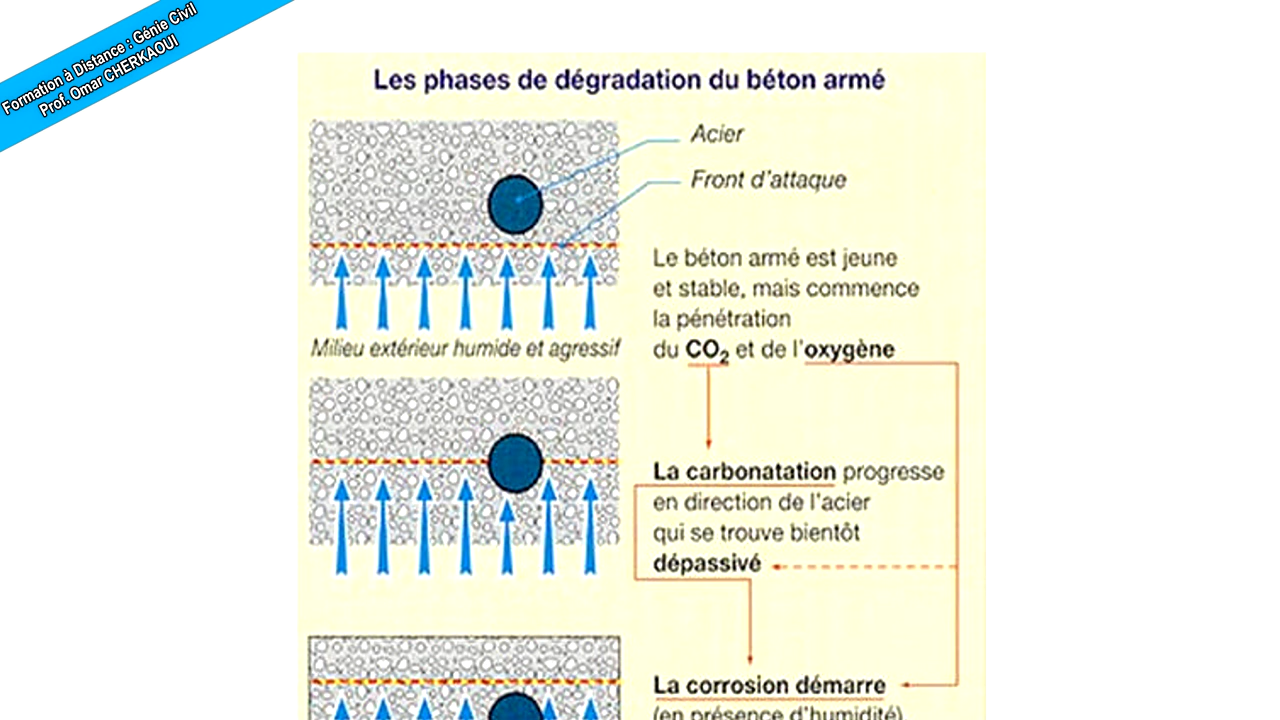 Formation à Distance : Génie Civil
Prof. Omar CHERKAOUI
Les phases de dégradation du béton armé
Acier
Front d'attaque
Milieu extérieur humide et agressif
Le béton armé est jeune
et stable, mais commence
la pénétration
du CO₂ et de l'oxygène
La carbonatation progresse
en direction de l'acier
qui se trouve bientôt
dépassivé
La corrosion démarre
(en présence d'humidité)